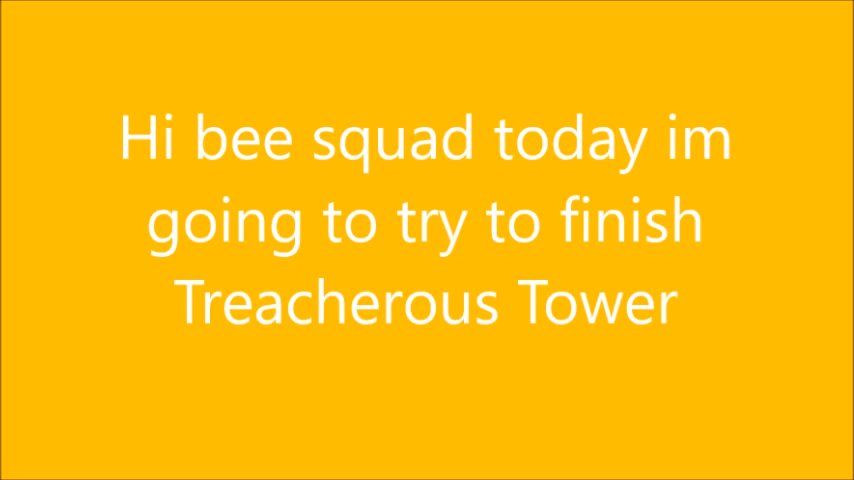 Hi bee squad today im
going to try to finish
Treacherous Tower